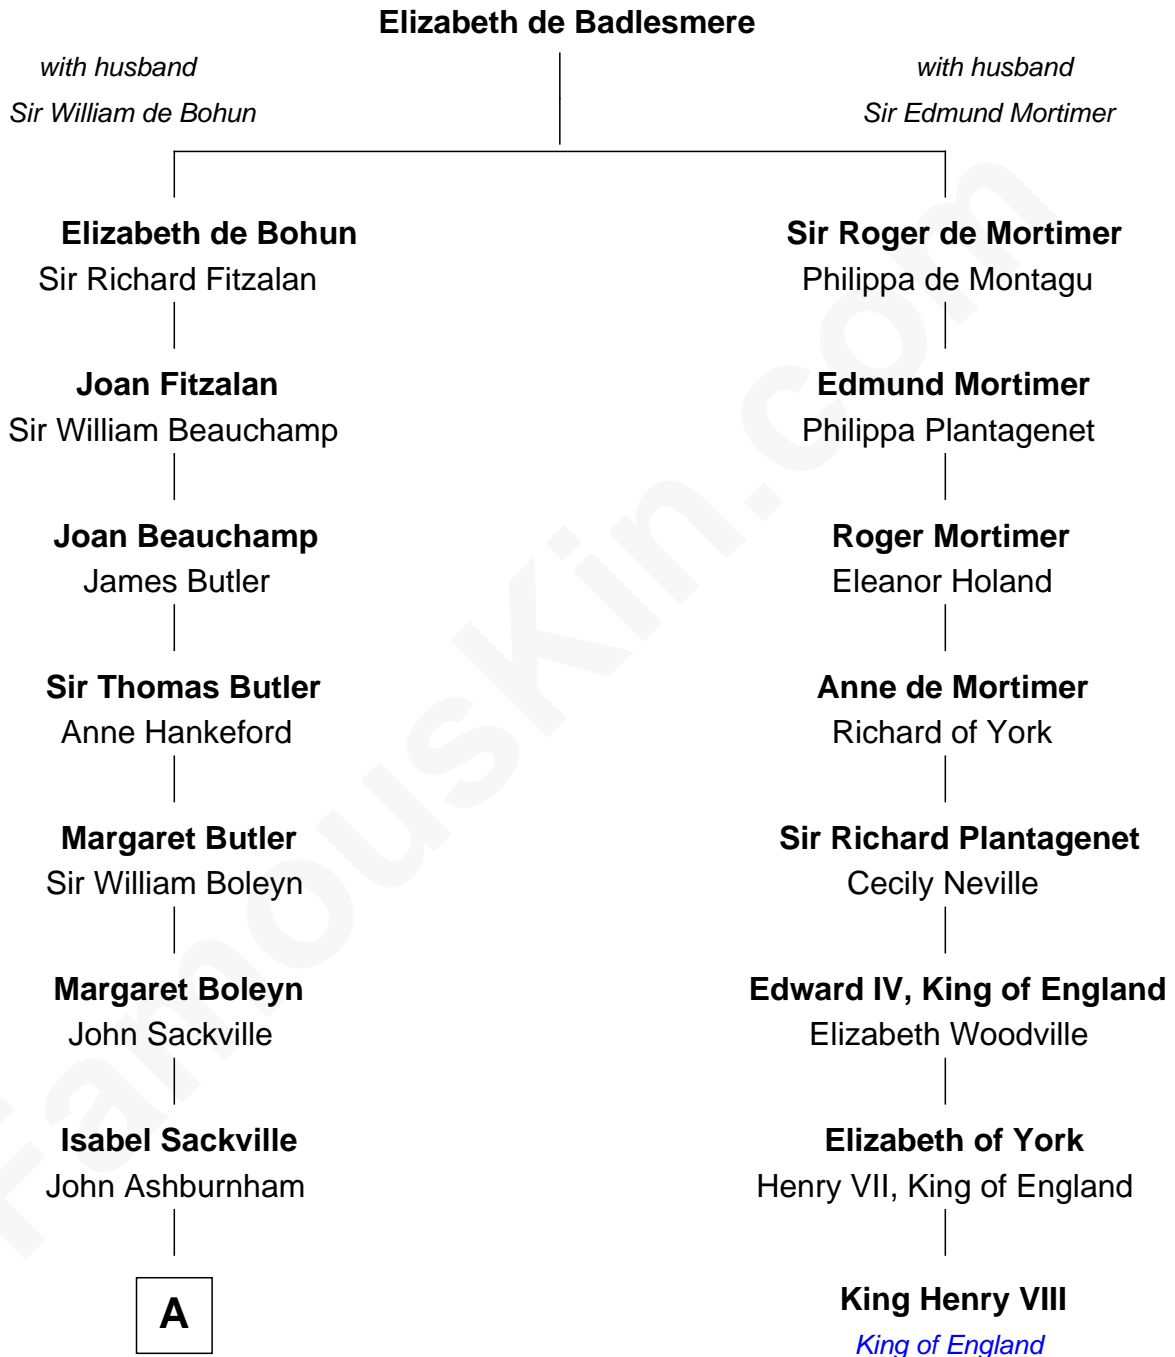 Elizabeth de Badlesmere
with husband
Sir William de Bohun
with husband
Sir Edmund Mortimer
Elizabeth de Bohun
Sir Richard Fitzalan
Sir Roger de Mortimer
Philippa de Montagu
Joan Fitzalan
Sir William Beauchamp
Edmund Mortimer
Philippa Plantagenet
Joan Beauchamp
James Butler
Roger Mortimer
Eleanor Holand
Sir Thomas Butler
Anne Hankeford
Anne de Mortimer
Richard of York
Margaret Butler
Sir William Boleyn
Sir Richard Plantagenet
Cecily Neville
Margaret Boleyn
John Sackville
Edward IV, King of England
Elizabeth Woodville
Isabel Sackville
John Ashburnham
Elizabeth of York
Henry VII, King of England
A
King Henry VIII
King of England
FamousKin.com